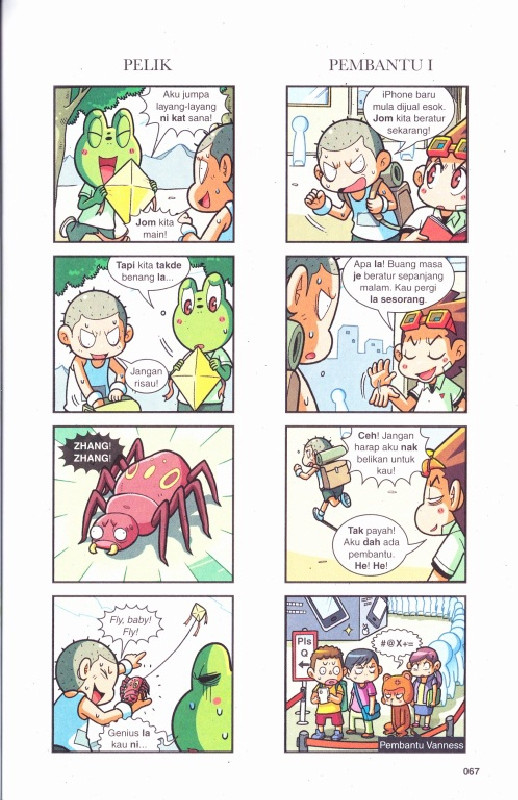 PELIK
Aku jumpa
layang-layang
ni kat sana!
Jom kita
main!!
Tapi kita takde
benang la...
Jangan
risau!
ZHANG!
ZHANG!
Fly, baby!
Fly!
Genius la
kau ni...
PEMBANTU I
iPhone baru
mula dijual esok.
Jom kita beratur
sekarang!
Apa la! Buang masa
je beratur sepanjang
malam. Kau pergi
la sesorang.
Ceh! Jangan
harap aku nak
belikan untuk
kau!
Tak payah!
Aku dah ada
pembantu.
He! He!
Pls
Q
#@X+=
Pembantu Vanness
067